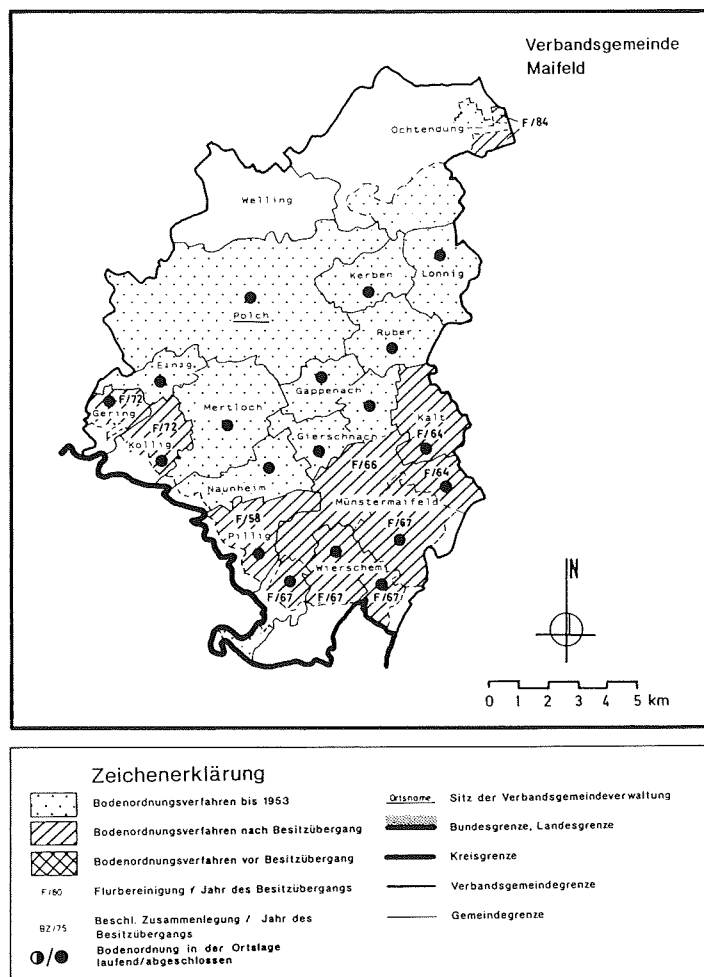 Verbandsgemeinde
Maifeld
Ochtendung
F/84
Welling
Kerben
Lonnig
Polch
Ruber
Einig
Gappenach
F/72
Gering
Mertloch
Kalt
F/72
Gierschnach
F/64
Kollig
F/66
F/64
Naunheim
Münstermaifeld
F/58
F/67
Pillig
Wierschem
F/67
F/67
F/67
N
0 1 2 3 4 5 km
Zeichenerklärung
Bodenordnungsverfahren bis 1953
Bodenordnungsverfahren nach Besitzübergang
Bodenordnungsverfahren vor Besitzübergang
F/60 Flurbereinigung / Jahr des Besitzübergangs
BZ/75 Beschl. Zusammenlegung / Jahr des
Besitzübergangs
Bodenordnung in der Ortslage
laufend/abgeschlossen
Ortsname Sitz der Verbandsgemeindeverwaltung
Bundesgrenze, Landesgrenze
Kreisgrenze
Verbandsgemeindegrenze
Gemeindegrenze